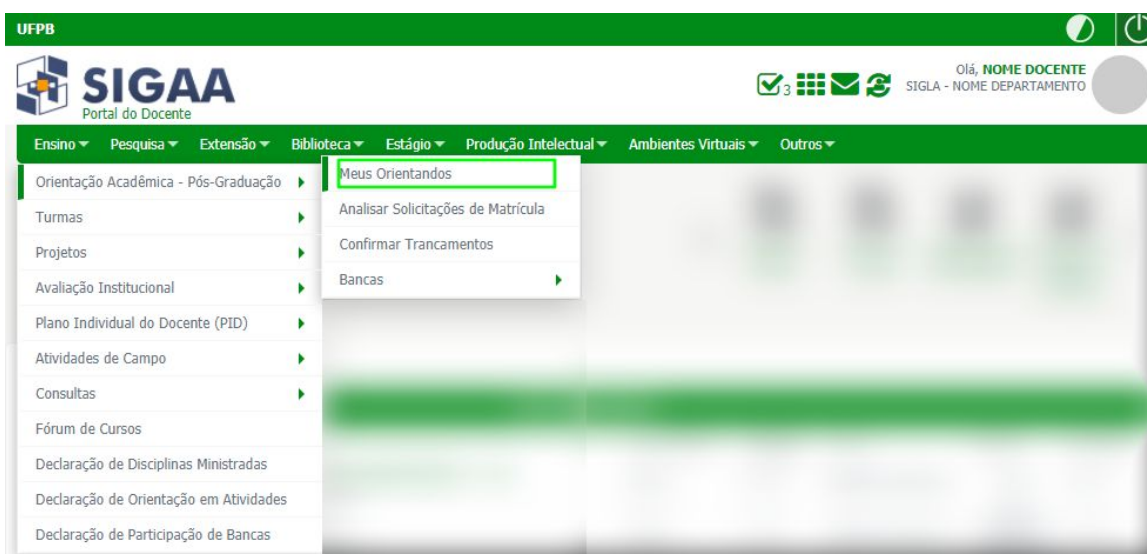 UFPB
SIGAA
Portal do Docente
3
Olá, NOME DOCENTE
SIGLA - NOME DEPARTAMENTO
Ensino Pesquisa Extensão Biblioteca Estágio Produção Intelectual Ambientes Virtuais Outros
Orientação Acadêmica - Pós-Graduação
Turmas
Projetos
Avaliação Institucional
Plano Individual do Docente (PID)
Atividades de Campo
Consultas
Fórum de Cursos
Declaração de Disciplinas Ministradas
Declaração de Orientação em Atividades
Declaração de Participação de Bancas
Meus Orientandos
Analisar Solicitações de Matrícula
Confirmar Trancamentos
Bancas